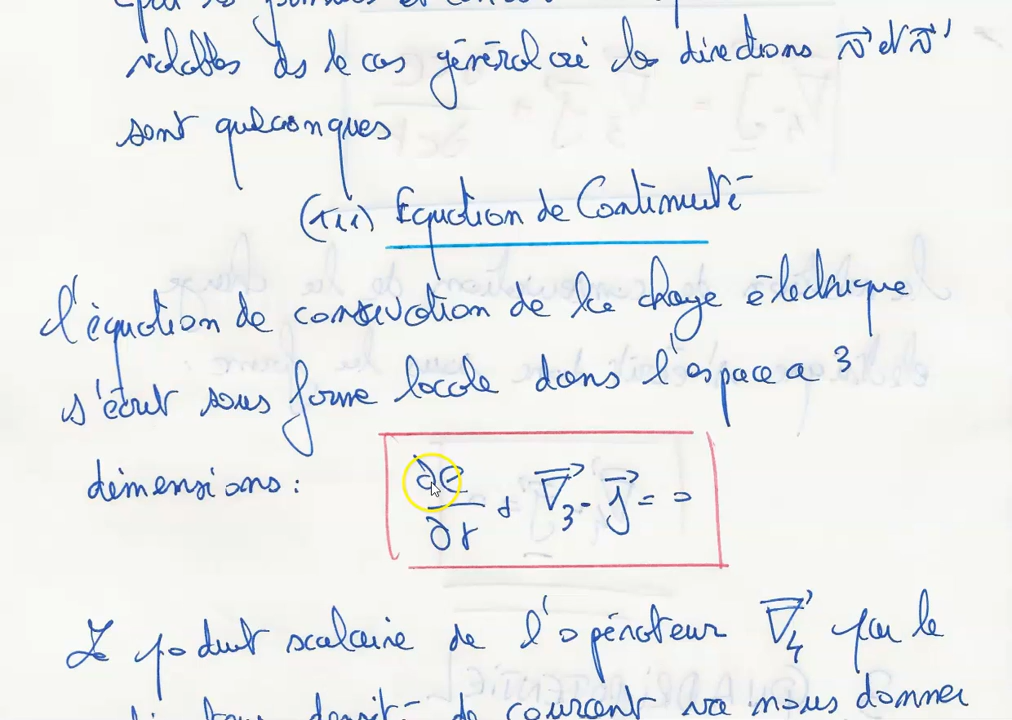 valables ds le cas général où les directions v⃗ et v⃗'
sont quelconques
(iii) Equation de Continuité
l'équation de conservation de la charge électrique
s'écrit sous forme locale dans l'espace a 3
dimensions : ∂ρ/∂t + ∇⃗₃ · j⃗ = 0
Le produit scalaire de l'opérateur ∇⃗₄ par le
densité de courant va nous donner